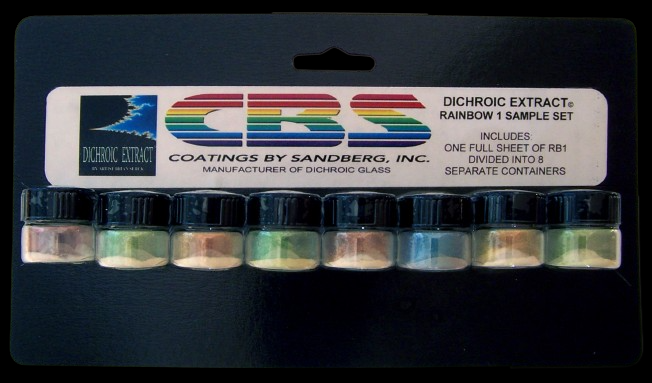 DICHROIC EXTRACT
CBS
COATINGS BY SANDBERG, INC.
MANUFACTURER OF DICHROIC GLASS
DICHROIC EXTRACT©
RAINBOW 1 SAMPLE SET
INCLUDES:
ONE FULL SHEET OF RB1
DIVIDED INTO 8
SEPARATE CONTAINERS